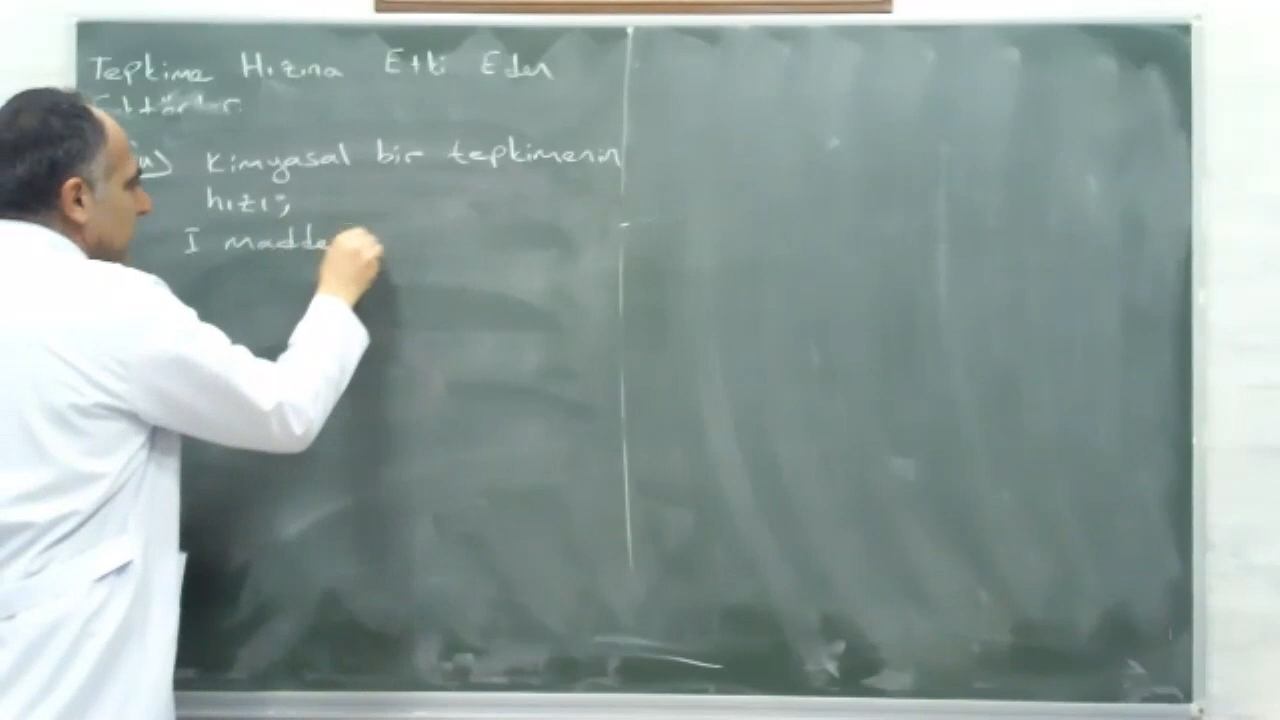 Tepkime Hızına Etki Eden
Kimyasal bir tepkimenin
hızı;
I madde